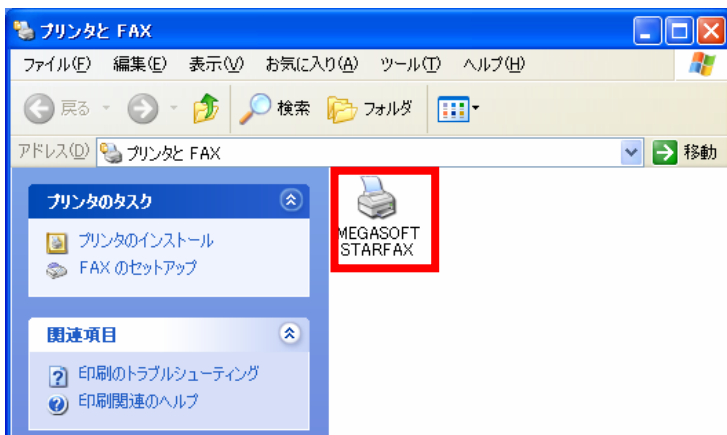 プリンタと FAX
ファイル(F) 編集(E) 表示(V) お気に入り(A) ツール(T) ヘルプ(H)
戻る 検索 フォルダ
アドレス(D) プリンタと FAX 移動
プリンタのタスク
プリンタのインストール
FAX のセットアップ
MEGASOFT
STARFAX
関連項目
印刷のトラブルシューティング
印刷関連のヘルプ